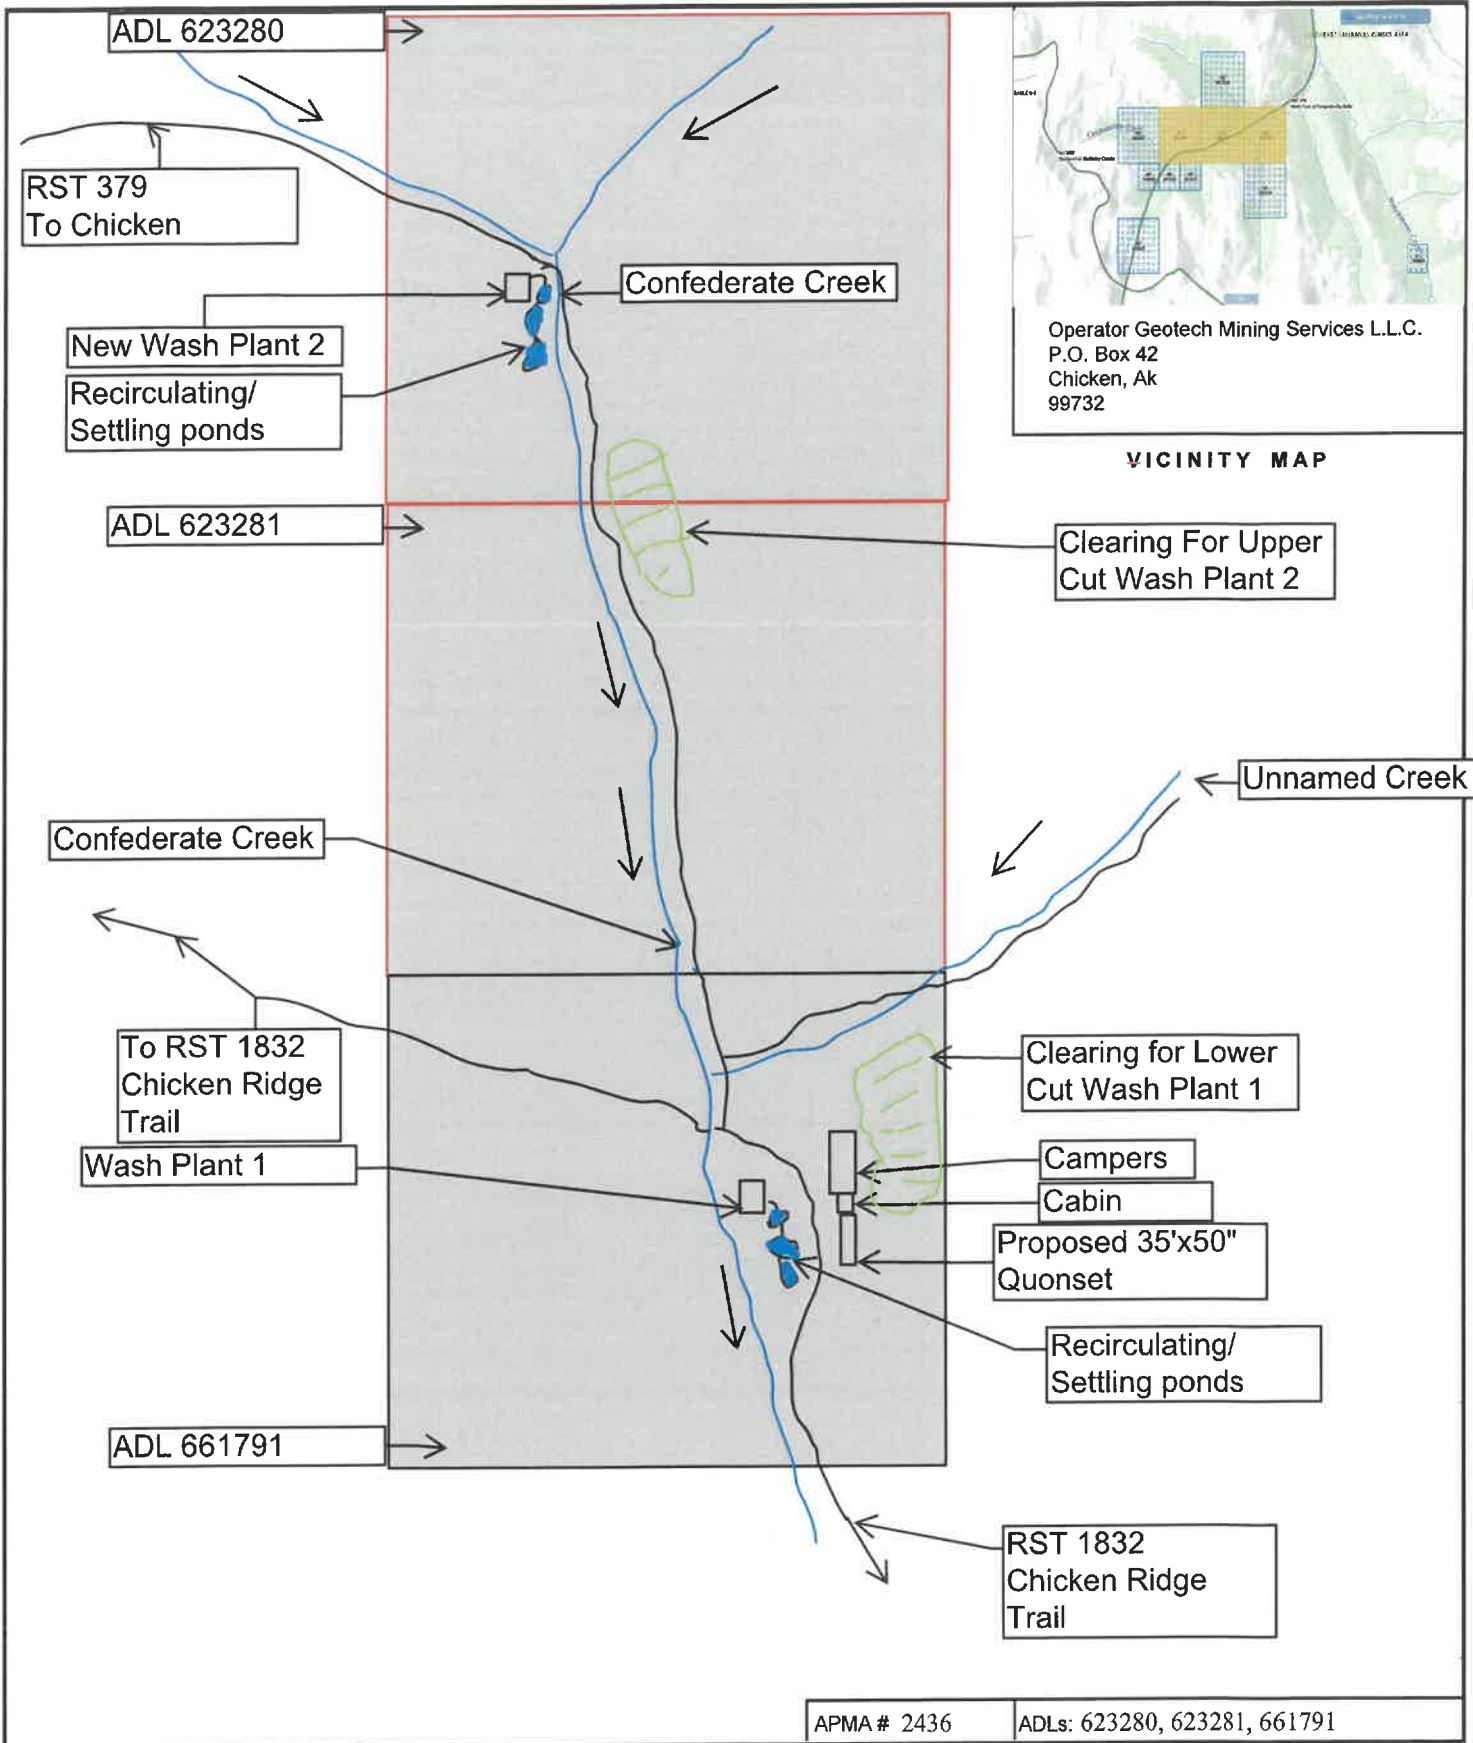 ADL 623280
RST 379
To Chicken
Confederate Creek
New Wash Plant 2
Recirculating/
Settling ponds
Operator Geotech Mining Services L.L.C.
P.O. Box 42
Chicken, Ak
99732
VICINITY MAP
ADL 623281
Clearing For Upper
Cut Wash Plant 2
Unnamed Creek
Confederate Creek
To RST 1832
Chicken Ridge
Trail
Clearing for Lower
Cut Wash Plant 1
Wash Plant 1
Campers
Cabin
Proposed 35'x50"
Quonset
Recirculating/
Settling ponds
ADL 661791
RST 1832
Chicken Ridge
Trail
APMA # 2436
ADLs: 623280, 623281, 661791